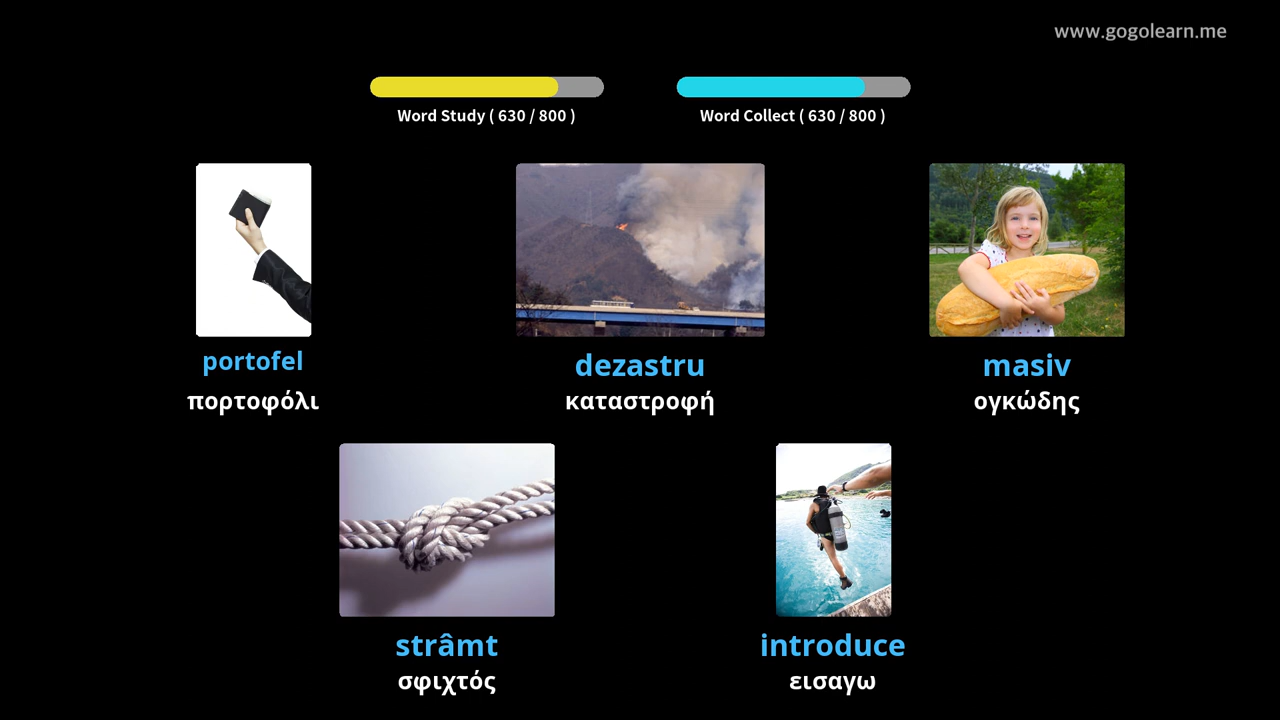 www.gogolearn.me
Word Study ( 630 / 800 )
Word Collect ( 630 / 800 )
portofel
πορτοφόλι
dezastru
καταστροφή
masiv
ογκώδης
strâmt
σφιχτός
introduce
εισαγω